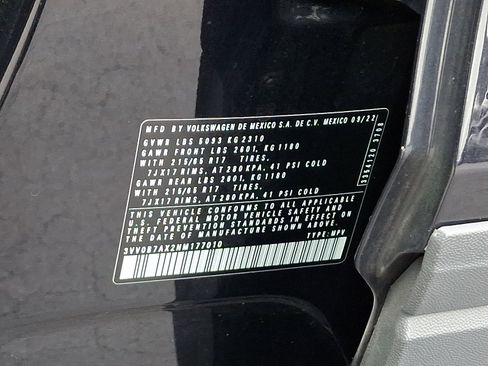 MFD BY VOLKSWAGEN DE MEXICO S.A. DE C.V. MEXICO 09/22
GVWR LBS 5093 KG 2310
GAWR FRONT LBS 2601, KG 1180
WITH 215/65 R17 TIRES.
7JX17 RIMS, AT 280 KPA, 41 PSI COLD
GAWR REAR LBS 2601, KG 1180
WITH 215/65 R17 TIRES.
7JX17 RIMS, AT 280KPA, 41 PSI COLD
THIS VEHICLE CONFORMS TO ALL APPLICABLE
U.S. FEDERAL MOTOR VEHICLE SAFETY AND
THEFT PREVENTION STANDARDS IN EFFECT ON
THE DATE OF MANUFACTURE SHOWN ABOVE.
3VV0B7AX2NM177010
TYPE:MPV